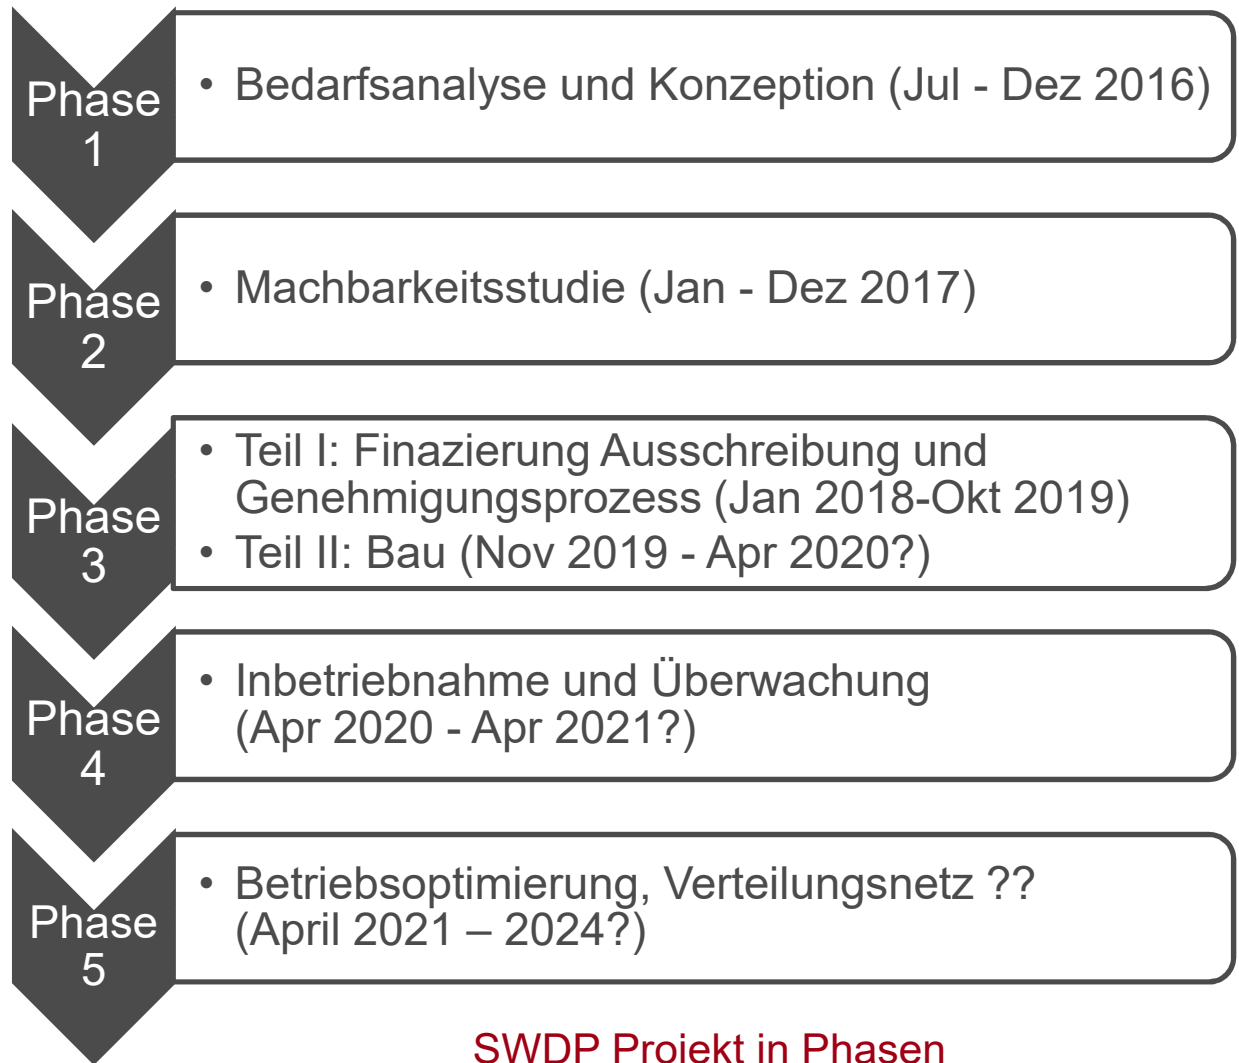 Phase
1
• Bedarfsanalyse und Konzeption (Jul - Dez 2016)
Phase
2
• Machbarkeitsstudie (Jan - Dez 2017)
Phase
3
• Teil I: Finazierung Ausschreibung und
Genehmigungsprozess (Jan 2018-Okt 2019)
• Teil II: Bau (Nov 2019 - Apr 2020?)
Phase
4
• Inbetriebnahme und Überwachung
(Apr 2020 - Apr 2021?)
Phase
5
• Betriebsoptimierung, Verteilungsnetz ??
(April 2021 – 2024?)
SWDP Projekt in Phasen